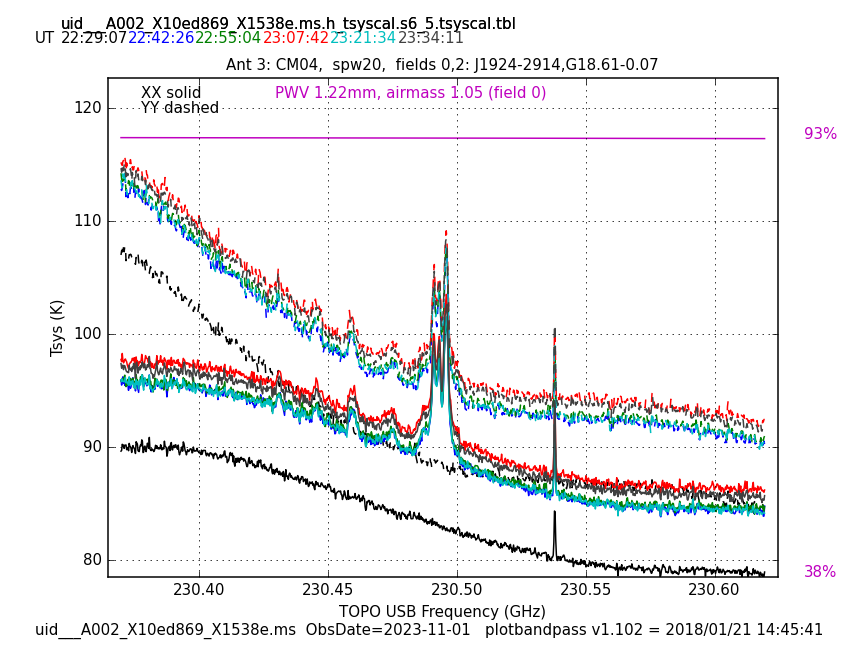 uid___A002_X10ed869_X1538e.ms.h_tsyscal.s6_5.tsyscal.tbl
UT 22:29:07 22:42:26 22:55:04 23:07:42 23:21:34 23:34:11
Ant 3: CM04,  spw20,  fields 0,2: J1924-2914,G18.61-0.07
XX solid PWV 1.22mm, airmass 1.05 (field 0)
YY dashed
120
93%
110
100
90
80
38%
Tsys (K)
230.40 230.45 230.50 230.55 230.60
TOPO USB Frequency (GHz)
uid___A002_X10ed869_X1538e.ms  ObsDate=2023-11-01   plotbandpass v1.102 = 2018/01/21 14:45:41